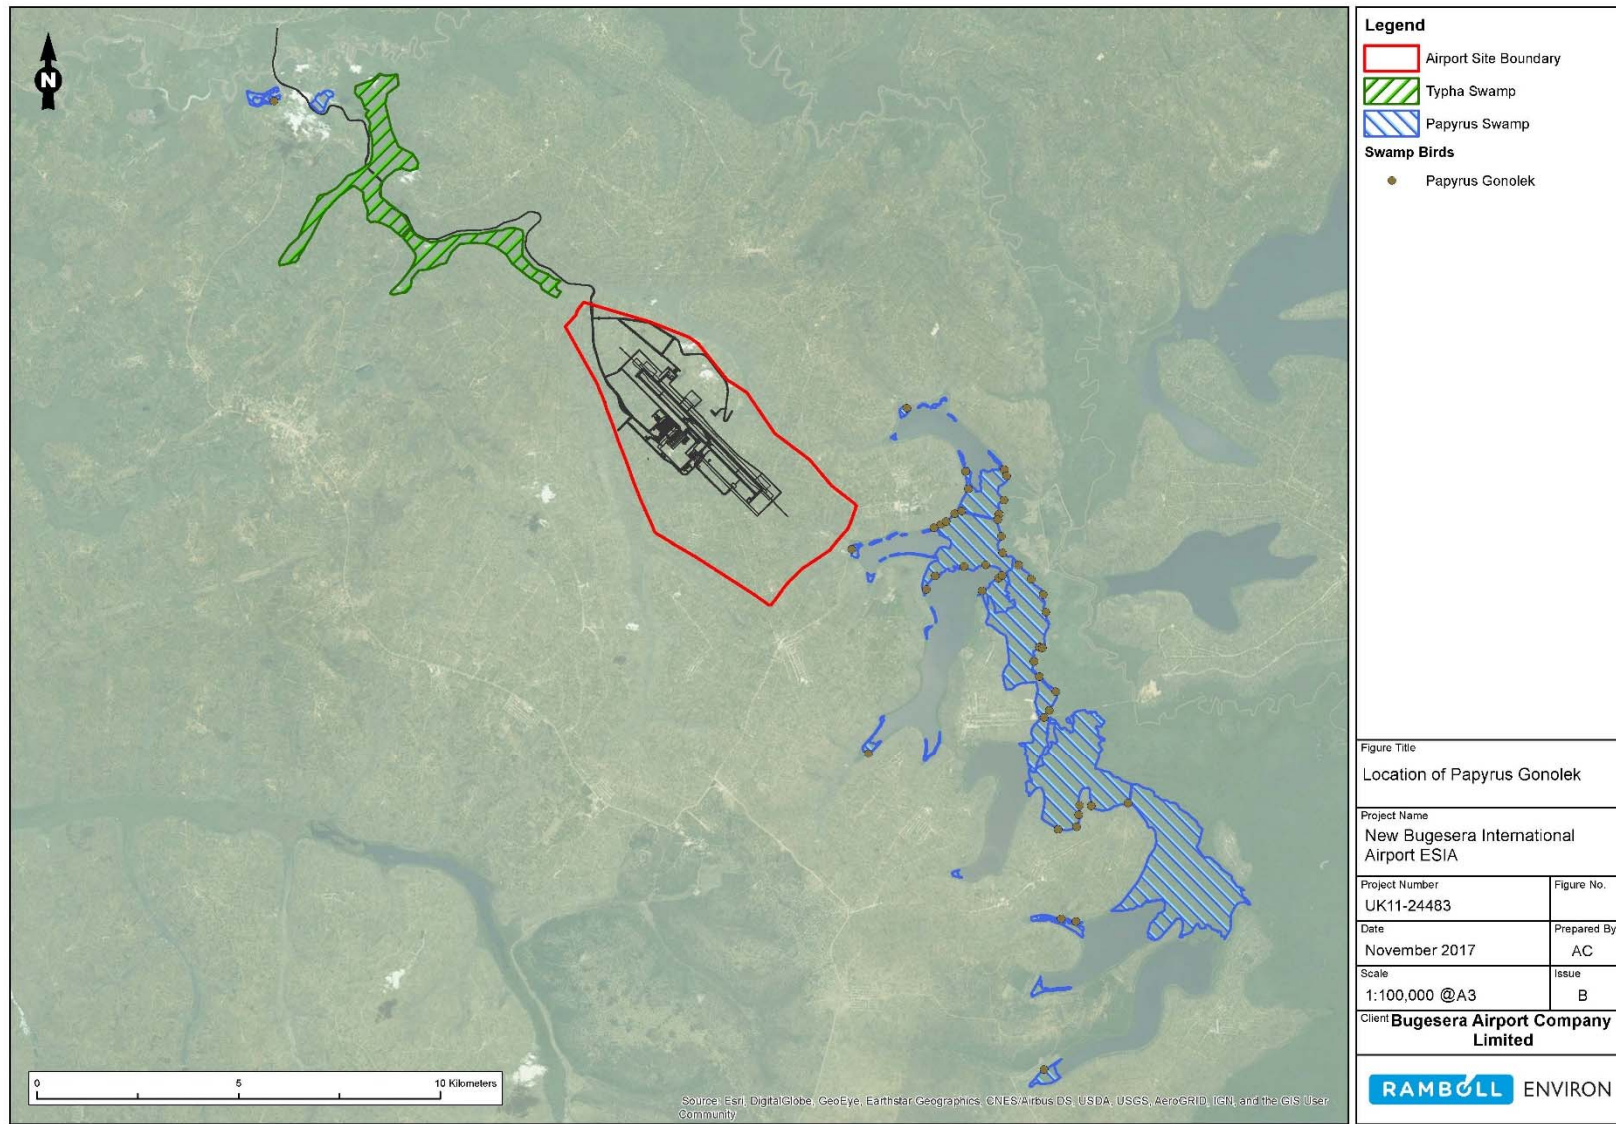 N
0
5
10 Kilometers
Source: Esri, DigitalGlobe, GeoEye, Earthstar Geographics, CNES/Airbus DS, USDA, USGS, AeroGRID, IGN, and the GIS User
Community
Legend
Airport Site Boundary
Typha Swamp
Papyrus Swamp
Swamp Birds
Papyrus Gonolek
Figure Title
Location of Papyrus Gonolek
Project Name
New Bugesera International
Airport ESIA
Project Number
UK11-24483
Figure No.
Date
November 2017
Prepared By
AC
Scale
1:100,000 @A3
Issue
B
Client Bugesera Airport Company
Limited
RAMBOLL ENVIRON